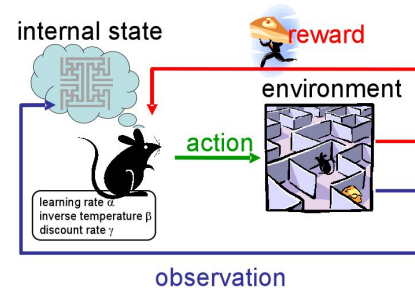 internal state
reward
environment
action
learning rate α
inverse temperature β
discount rate γ
observation